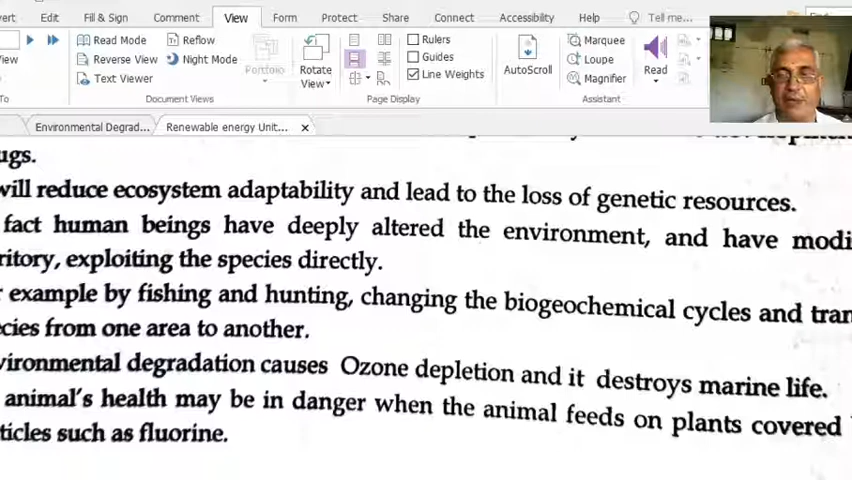 Edit Fill & Sign Comment View Form Protect Share Connect Accessibility Help Tell me...
Read Mode Reflow
Reverse View Night Mode
Text Viewer
Document Views
Portfolio
Rotate
View
Rulers
Guides
Line Weights
Page Display
AutoScroll
Marquee
Loupe
Magnifier
Assistant
Read
Environmental Degrad... Renewable energy Unit... ×
ugs.
will reduce ecosystem adaptability and lead to the loss of genetic resources.
fact human beings have deeply altered the environment, and have modi
ritory, exploiting the species directly.
example by fishing and hunting, changing the biogeochemical cycles and tran
cies from one area to another.
vironmental degradation causes Ozone depletion and it destroys marine life.
animal's health may be in danger when the animal feeds on plants covered
ticles such as fluorine.